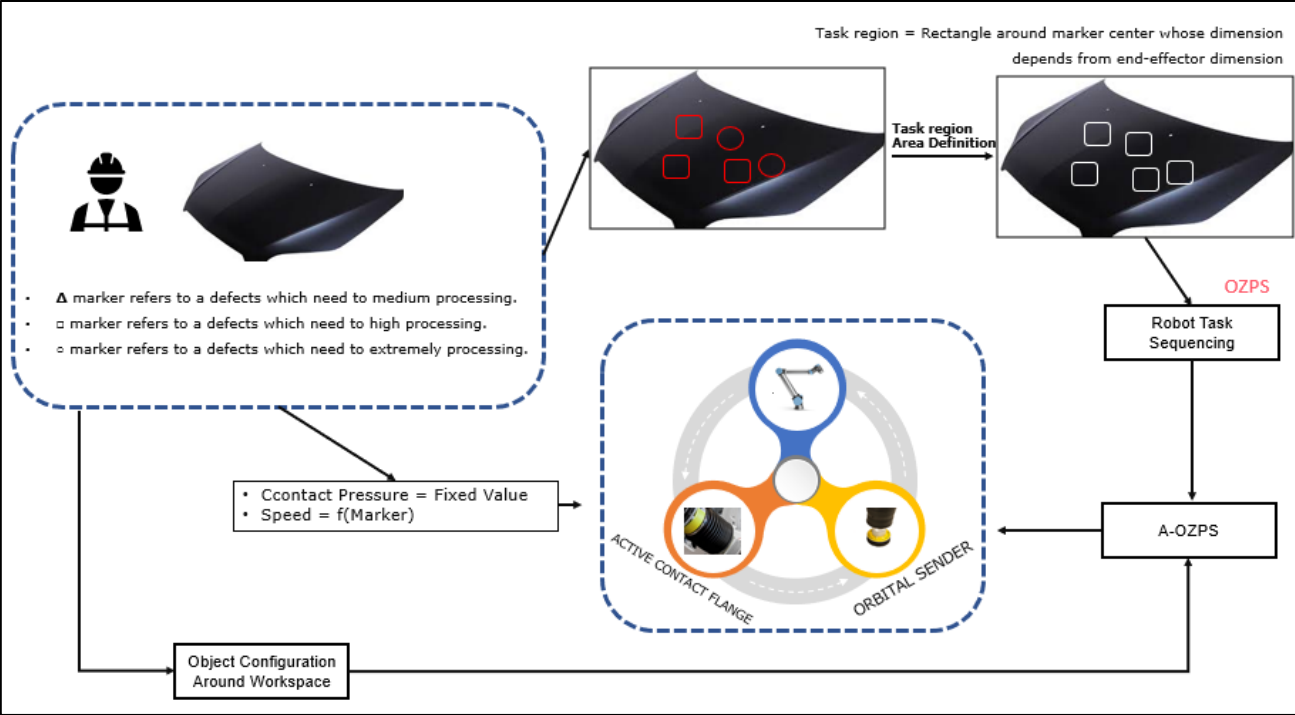 Task region = Rectangle around marker center whose dimension
depends from end-effector dimension
Task region
Area Definition
Δ marker refers to a defects which need to medium processing.
□ marker refers to a defects which need to high processing.
○ marker refers to a defects which need to extremely processing.
OZPS
Robot Task
Sequencing
• Ccontact Pressure = Fixed Value
• Speed = f(Marker)
ACTIVE CONTACT FLANGE
ORBITAL SENDER
A-OZPS
Object Configuration
Around Workspace